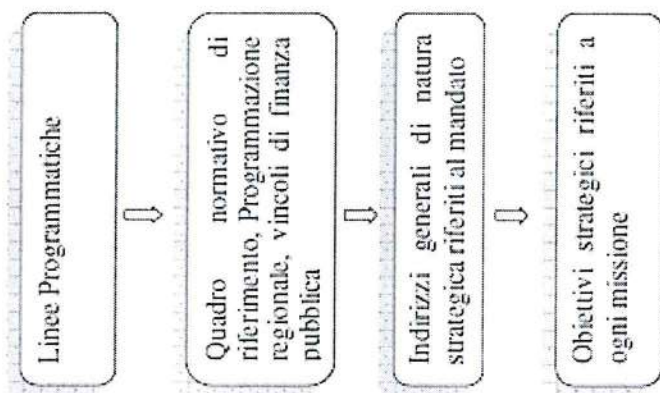 Linee Programmatiche
Quadro normativo di
riferimento, Programmazione
regionale, vincoli di finanza
pubblica
Indirizzi generali di natura
strategica riferiti al mandato
Obiettivi strategici riferiti a
ogni missione